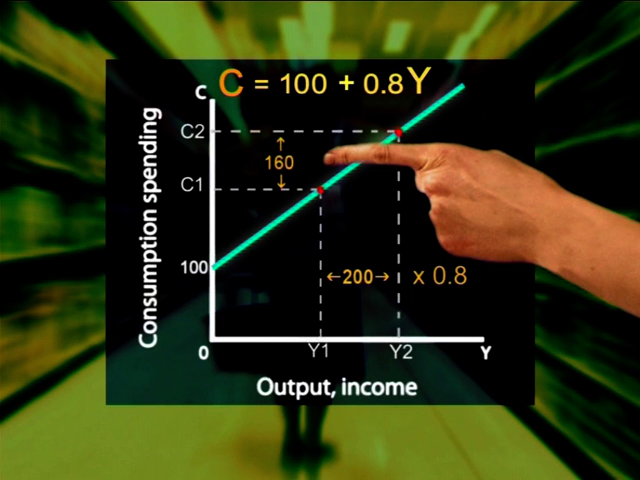 C = 100 + 0.8Y
C
C2
160
C1
Consumption spending
100
←200→ x 0.8
0 Y1 Y2 Y
Output, income